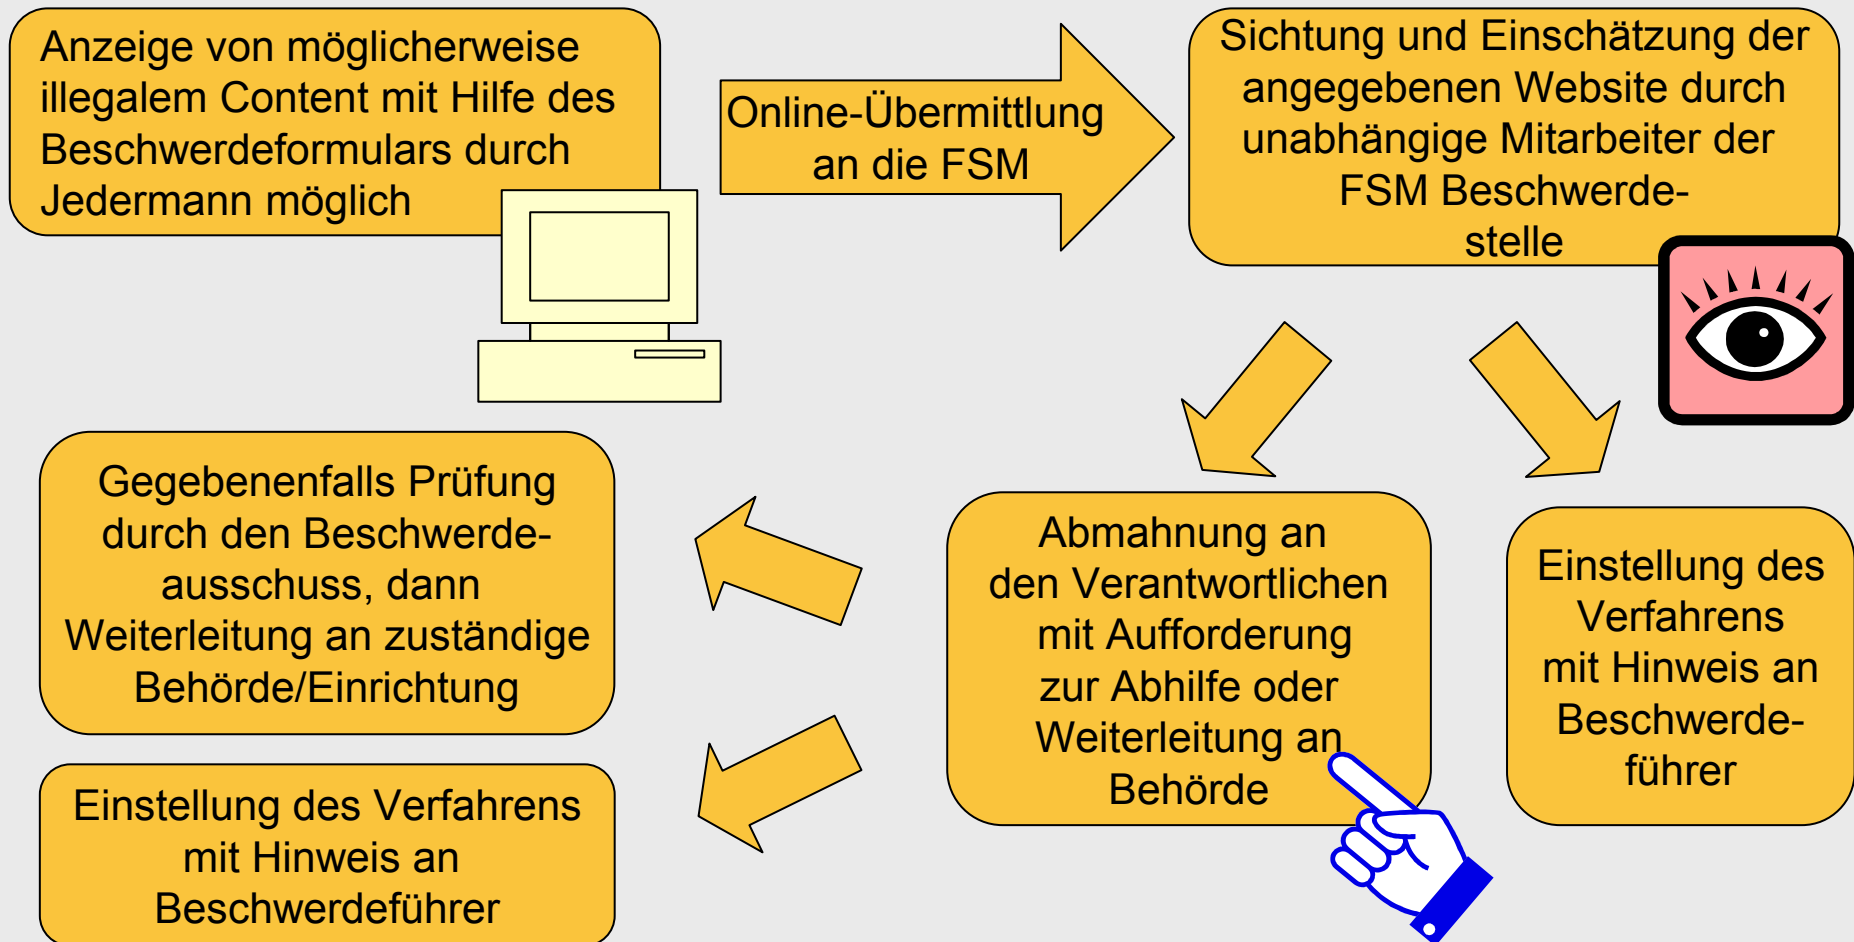 Anzeige von möglicherweise
illegalem Content mit Hilfe des
Beschwerdeformulars durch
Jedermann möglich
Online-Übermittlung
an die FSM
Sichtung und Einschätzung der
angegebenen Website durch
unabhängige Mitarbeiter der
FSM Beschwerde-
stelle
Gegebenenfalls Prüfung
durch den Beschwerde-
ausschuss, dann
Weiterleitung an zuständige
Behörde/Einrichtung
Abmahnung an
den Verantwortlichen
mit Aufforderung
zur Abhilfe oder
Weiterleitung an
Behörde
Einstellung des
Verfahrens
mit Hinweis an
Beschwerde-
führer
Einstellung des Verfahrens
mit Hinweis an
Beschwerdeführer